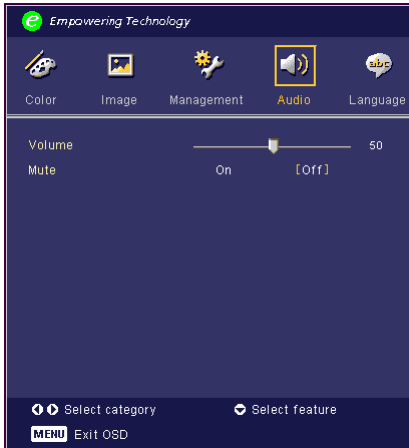 e Empowering Technology
abc
Color Image Management Audio Language
Volume 50
Mute On [Off]
Select category Select feature
MENU Exit OSD